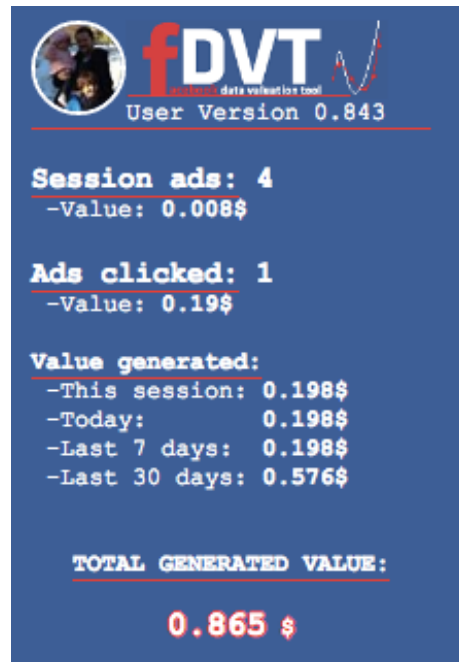 fDVT
facebook data valuation tool
User Version 0.843
Session ads: 4
-Value: 0.008$
Ads clicked: 1
-Value: 0.19$
Value generated:
-This session: 0.198$
-Today: 0.198$
-Last 7 days: 0.198$
-Last 30 days: 0.576$
TOTAL GENERATED VALUE:
0.865 $